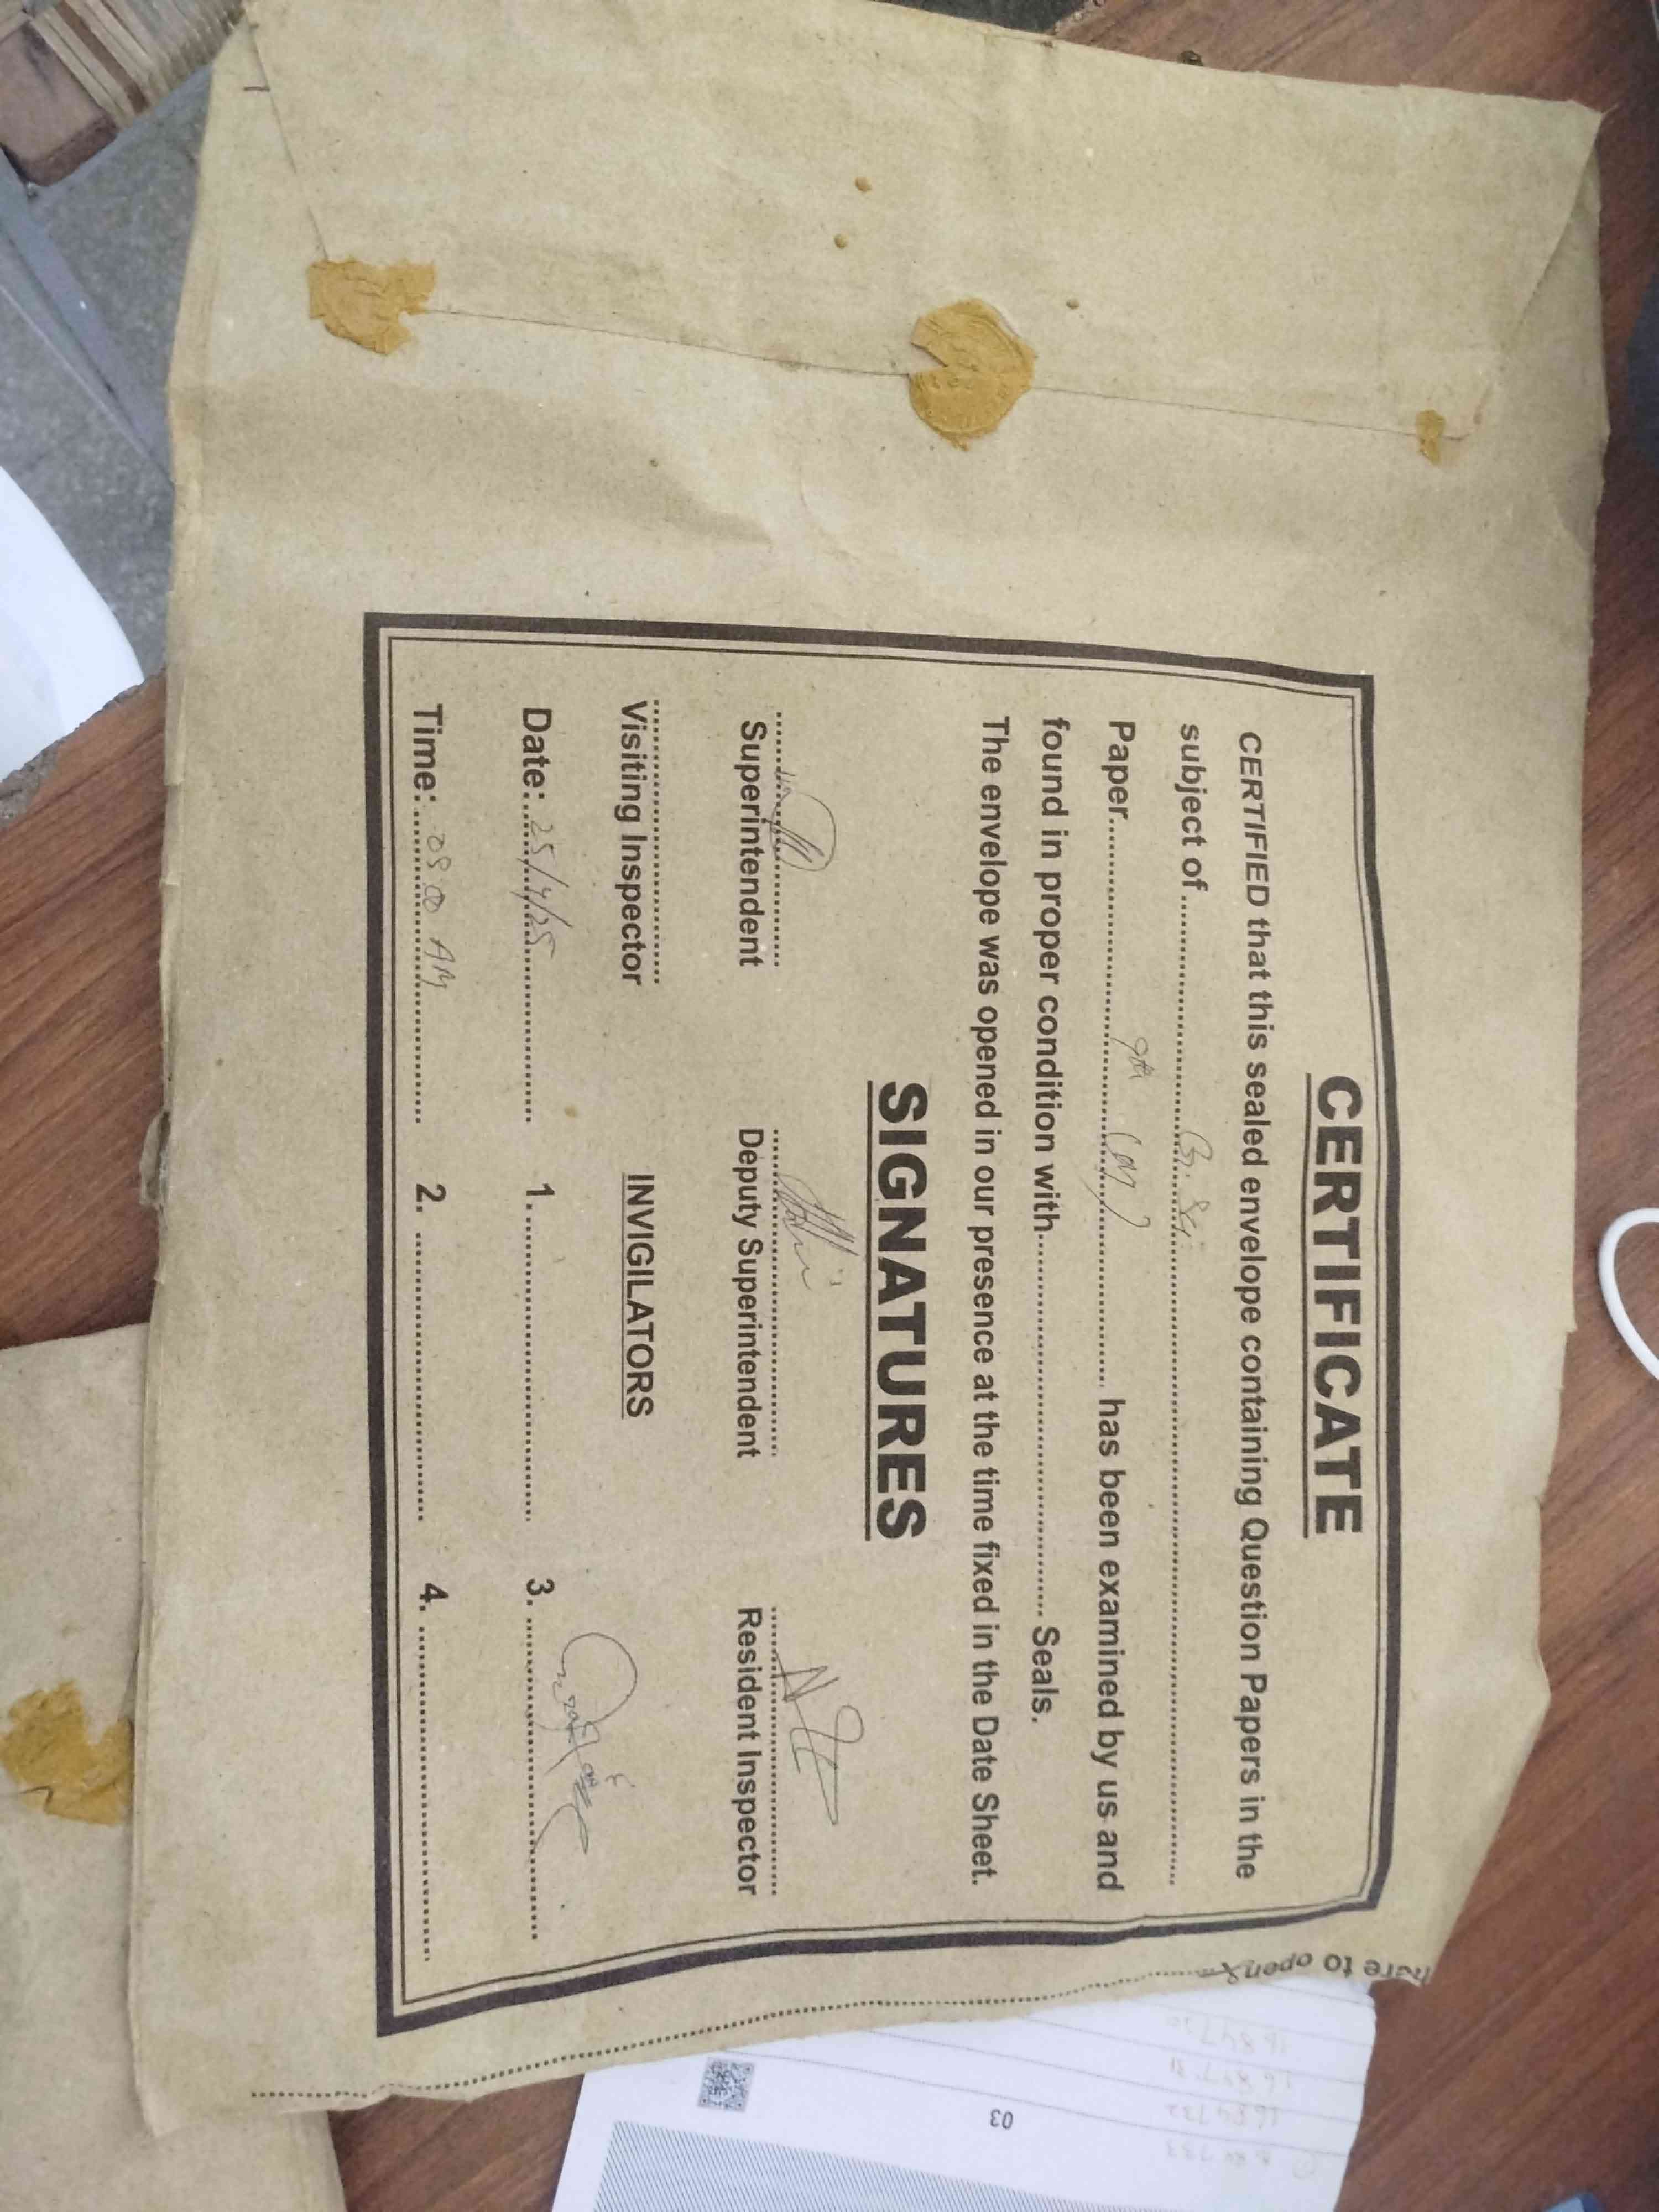 CERTIFICATE
CERTIFIED that this sealed envelope containing Question Papers in the
subject of
Paper 9th has been examined by us and
found in proper condition with Seals.
The envelope was opened in our presence at the time fixed in the Date Sheet.
SIGNATURES
Superintendent Deputy Superintendent Resident Inspector
Visiting Inspector INVIGILATORS
Date: 25/4/25 1. 3.
Time: AM 2. 4.
here to open
03